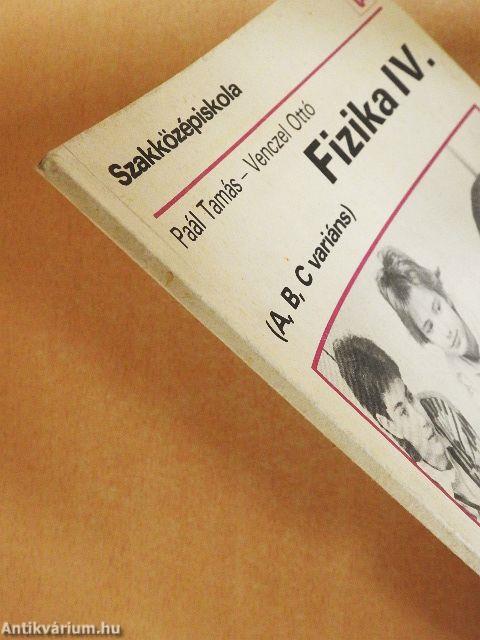 Szakközépiskola
Paál Tamás – Venczel Ottó
Fizika IV.
(A, B, C variáns)
Antikvárium.hu